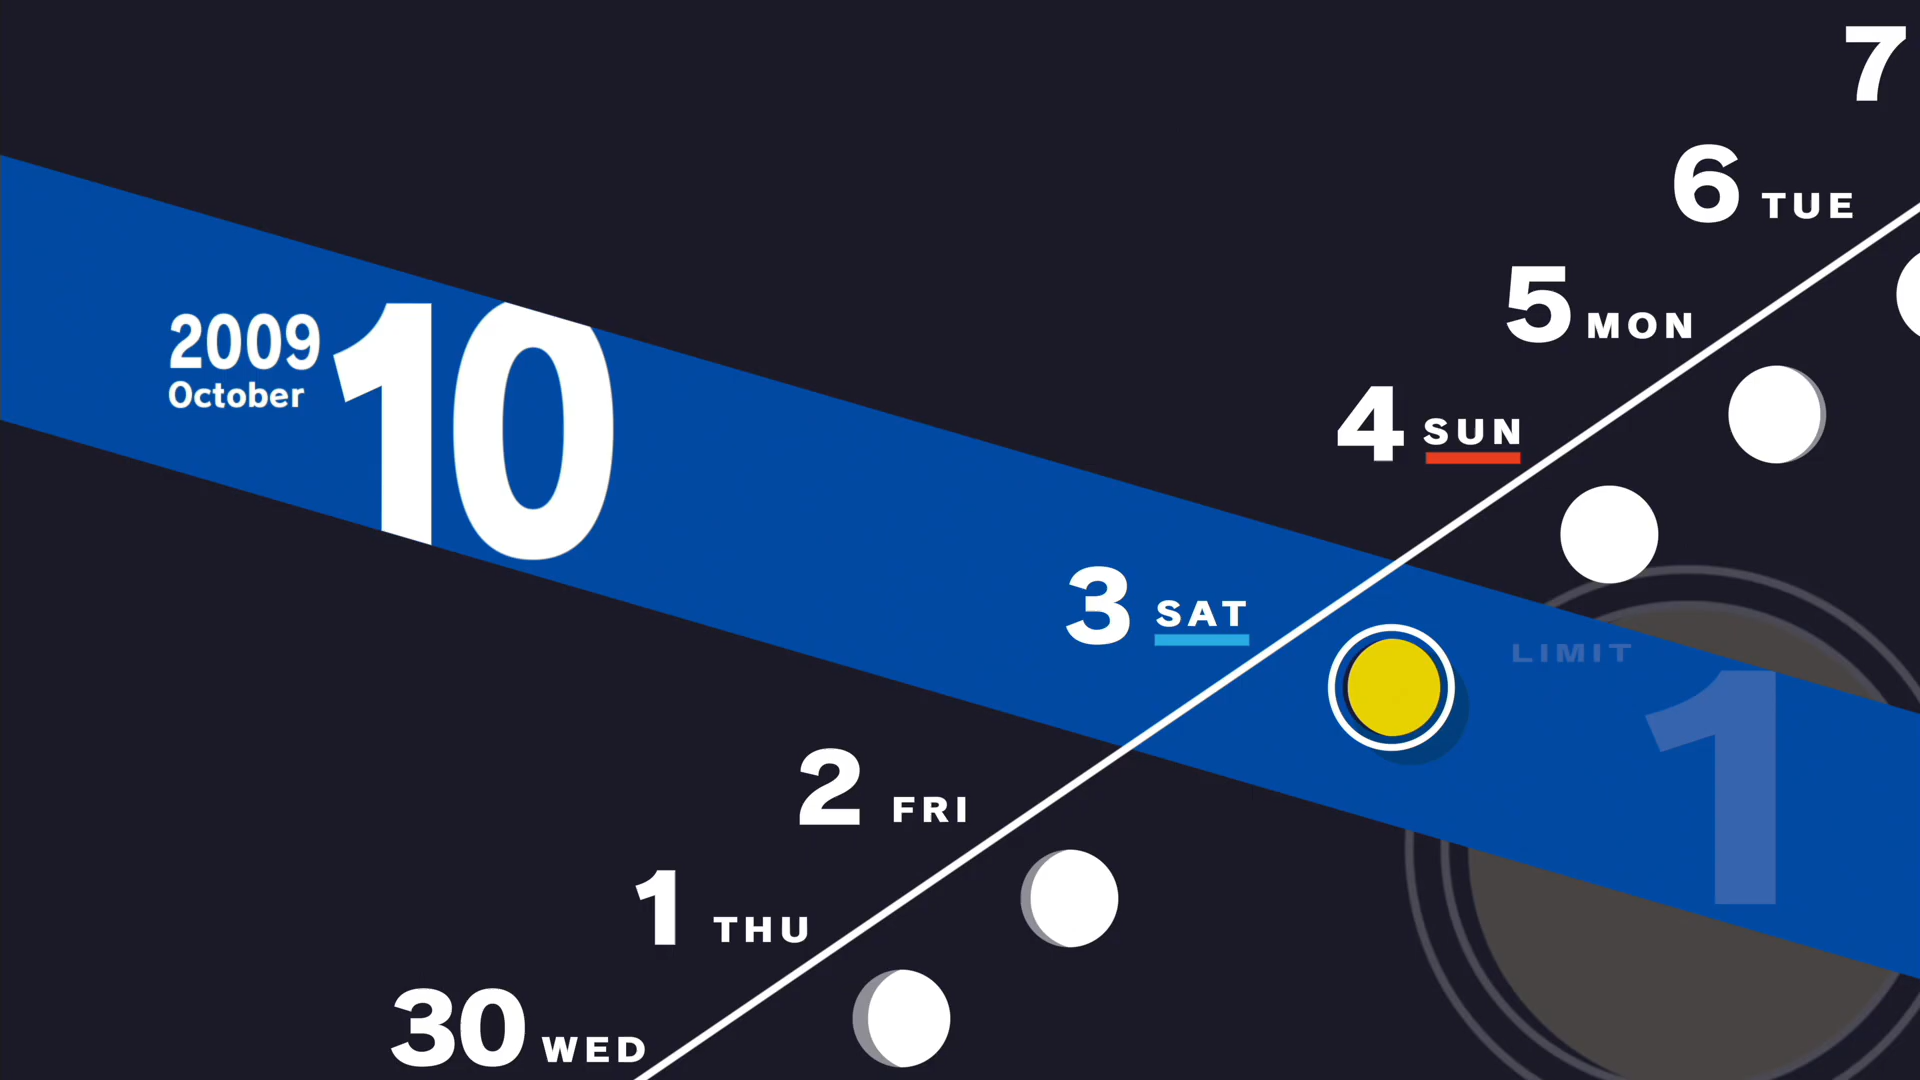 7
6 TUE
5 MON
4 SUN
2009
October
10
3 SAT
LIMIT
1
2 FRI
1 THU
30 WED